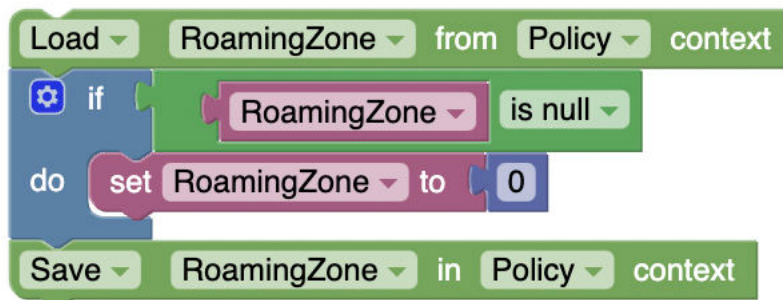 Load RoamingZone from Policy context
if RoamingZone is null
do set RoamingZone to 0
Save RoamingZone in Policy context